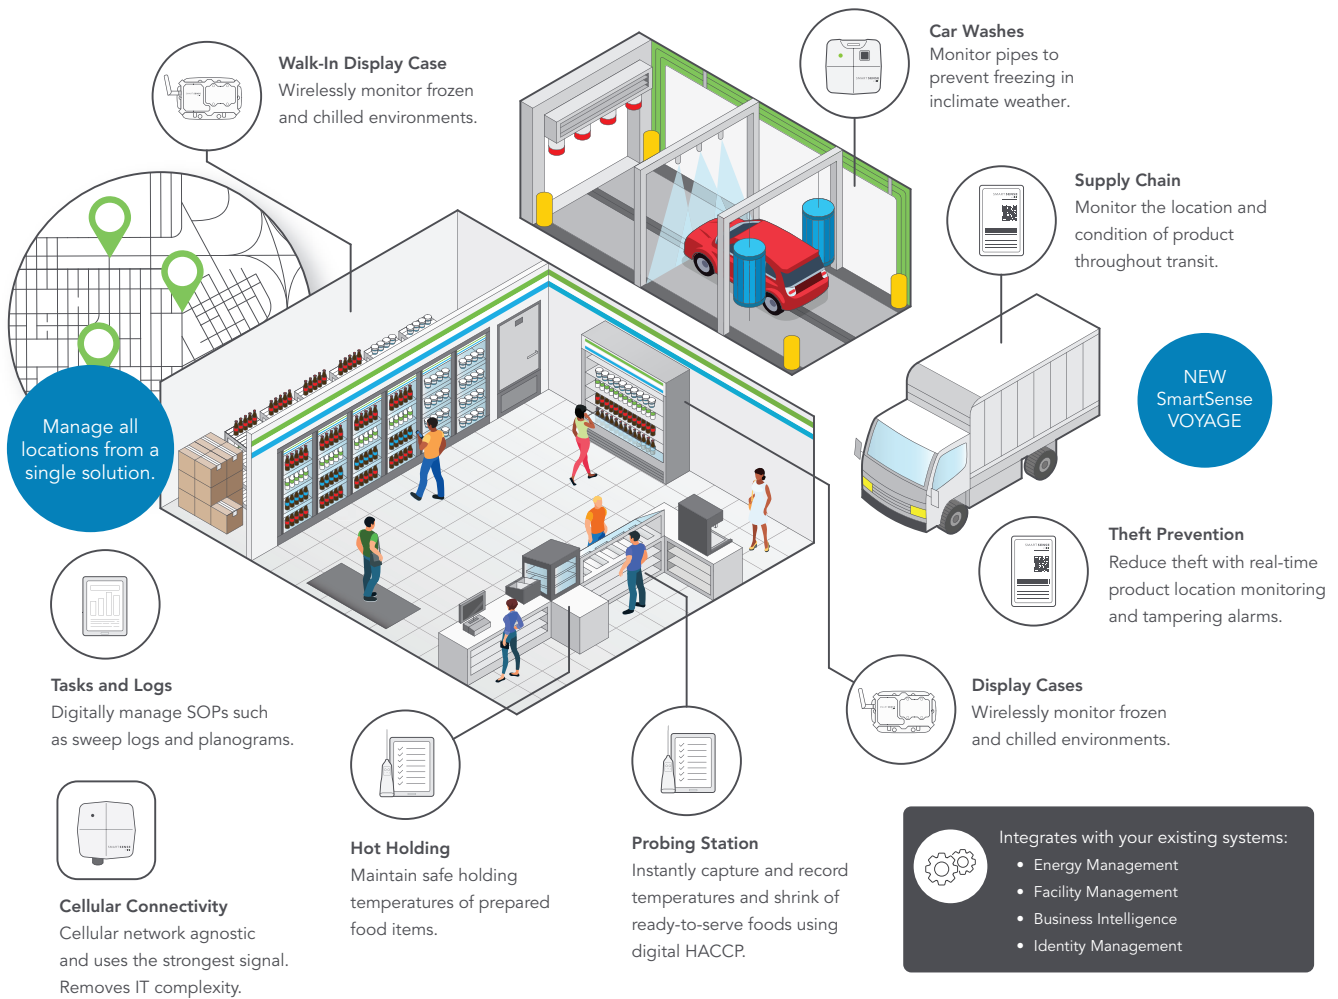 Walk-In Display Case
Wirelessly monitor frozen
and chilled environments.
Car Washes
Monitor pipes to
prevent freezing in
inclimate weather.
Supply Chain
Monitor the location and
condition of product
throughout transit.
NEW
SmartSense
VOYAGE
Manage all
locations from a
single solution.
Theft Prevention
Reduce theft with real-time
product location monitoring
and tampering alarms.
Tasks and Logs
Digitally manage SOPs such
as sweep logs and planograms.
Display Cases
Wirelessly monitor frozen
and chilled environments.
Hot Holding
Maintain safe holding
temperatures of prepared
food items.
Probing Station
Instantly capture and record
temperatures and shrink of
ready-to-serve foods using
digital HACCP.
Cellular Connectivity
Cellular network agnostic
and uses the strongest signal.
Removes IT complexity.
Integrates with your existing systems:
• Energy Management
• Facility Management
• Business Intelligence
• Identity Management
SMARTSENSE
SMARTSENSE
SMARTSENSE
SMARTSENSE